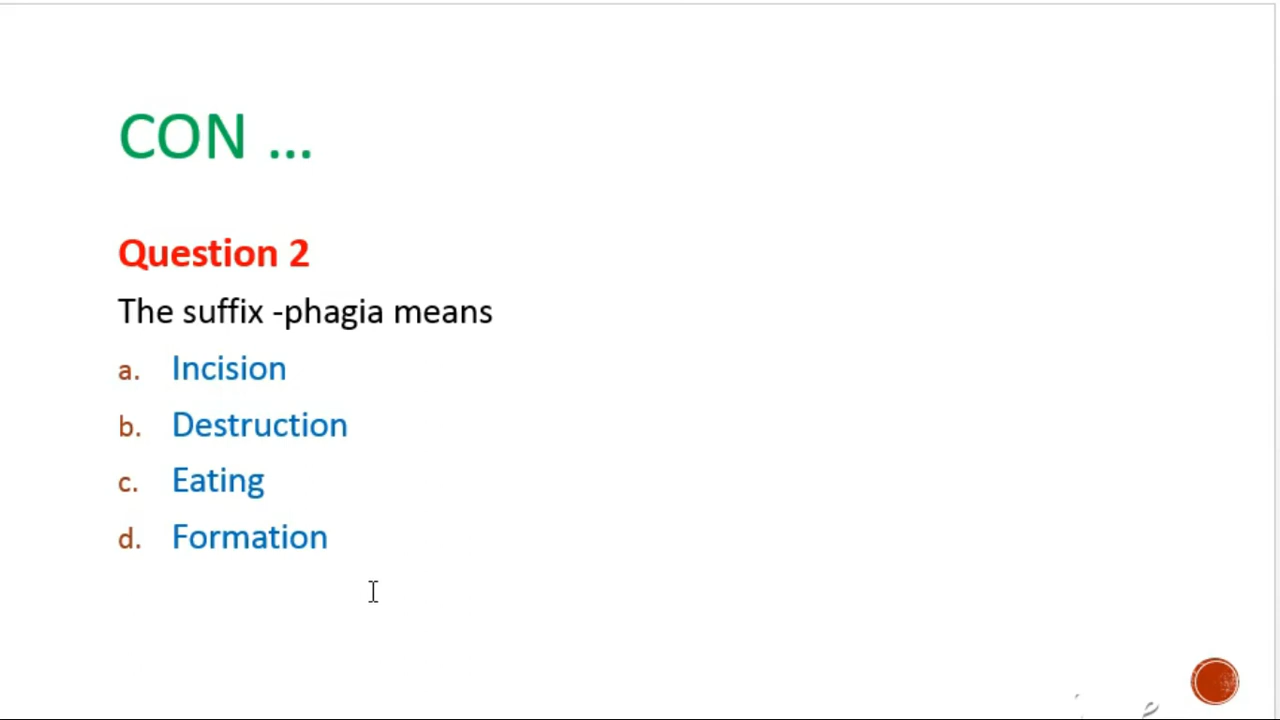 CON ...
Question 2
The suffix -phagia means
a. Incision
b. Destruction
c. Eating
d. Formation